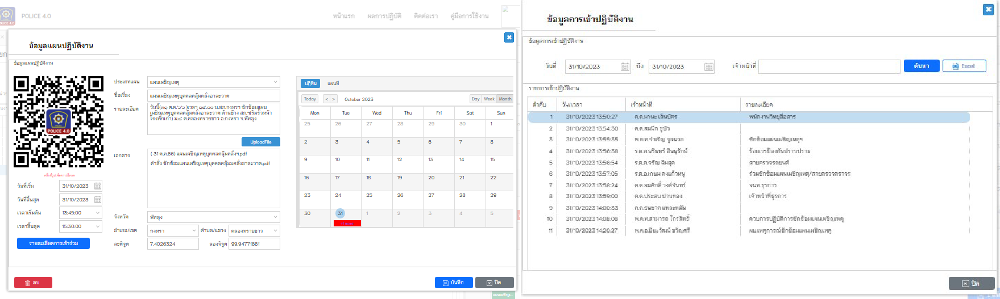 POLICE 4.0
หน้าแรก ผลการปฏิบัติ ติดต่อเรา คู่มือการใช้งาน
ข้อมูลแผนปฏิบัติงาน
ข้อมูลแผนปฏิบัติงาน
POLICE 4.0
วันที่เริ่ม 31/10/2023
วันที่สิ้นสุด 31/10/2023
เวลาเริ่มต้น 13:45:00
เวลาสิ้นสุด 15:30:00
รายละเอียดการเข้าร่วม
ประเภทแผน แผนเผชิญเหตุ
ชื่อเรื่อง แผนเผชิญเหตุบุคคลคลุ้มคลั่งอาละวาด
รายละเอียด วันนี้(๓๑ ต.ค.๖๖ )เวลา ๑๔.๐๐ น.สภ.กงหรา ซักซ้อมแผน
เผชิญเหตุบุคคลคลุ้มคลั่งอาละวาด ด้านข้าง สภ.ฯ(ริมรั้วหน้า
โรงพักเก่า) ม.๘ ต.คลองทรายขาว อ.กงหรา จ.พัทลุง
UploadFile
เอกสาร ( 31 ต.ค.66) แผนเผชิญเหตุบุคคลคลุ้มคลั่งฯ.pdf
คำสั่ง ซักซ้อมแผนเผชิญเหตุบุคคลคลุ้มมคลั่งอาละวาด.pdf
จังหวัด พัทลุง
อำเภอ/เขต กงหรา ตำบล/แขวง คลองทรายขาว
ละติจูด 7.4026324 ลองจิจูด 99.94771661
ปฏิทิน แผนที่
Today < > October 2023 Day Week Month
Mon Tue Wed Thu Fri Sat Sun
25 26 27 28 29 30 1
2 3 4 5 6 7 8
9 10 11 12 13 14 15
16 17 18 19 20 21 22
23 24 25 26 27 28 29
30 31 1 2 3 4 5
ลบ บันทึก ปิด
ข้อมูลการเข้าปฏิบัติงาน
ข้อมูลการเข้าปฏิบัติงาน
วันที่ 31/10/2023 ถึง 31/10/2023 เจ้าหน้าที่ ค้นหา Excel
รายการเข้าปฏิบัติงาน
ลำดับ วัน/เวลา เจ้าหน้าที่ รายละเอียด
1 31/10/2023 13:50:27 ด.ต.มานะ เส็นบัตร พนักงานวิทยุสื่อสาร
2 31/10/2023 13:54:30 ด.ต.สมนึก ชูบัว
3 31/10/2023 13:55:35 พ.ต.ท.จำเริญ จุลนวล ซักซ้อมแผนเผชิญเหตุฯ
4 31/10/2023 13:56:38 ร.ต.ต.นรินทร์ อินนุรักษ์ ร้อยเวรป้องกันปราบปราม
5 31/10/2023 13:56:54 ร.ต.ต.จรัญ ฉิมสุด สายตรวจรถยนต์
6 31/10/2023 13:57:05 ร.ต.อ.เกษม คงแก้วหนู ร่วมซักซ้อมแผนเผชิญเหตุ/สายตรวจตราจร
7 31/10/2023 13:58:24 ด.ต.สมศักดิ์ วงค์จันทร์ จนท.ธุรการ
8 31/10/2023 13:59:00 ด.ต.ประสบ ปานทอง เจ้าหน้าที่ธุรการ
9 31/10/2023 14:00:33 ด.ต.ธนชาต และหมัน
10 31/10/2023 14:08:06 พ.ต.ท.สามารถ ไกรสิทธิ์ ควบการปฏิบัติการซักซ้อมแผนเผชิญเหตุ
11 31/10/2023 14:20:27 พ.ต.อ.ปิยะวัฒน์ ขวัญศรี ผบ.เหตุการณ์ซักซ้อมแผนเผชิญเหตุ
ปิด